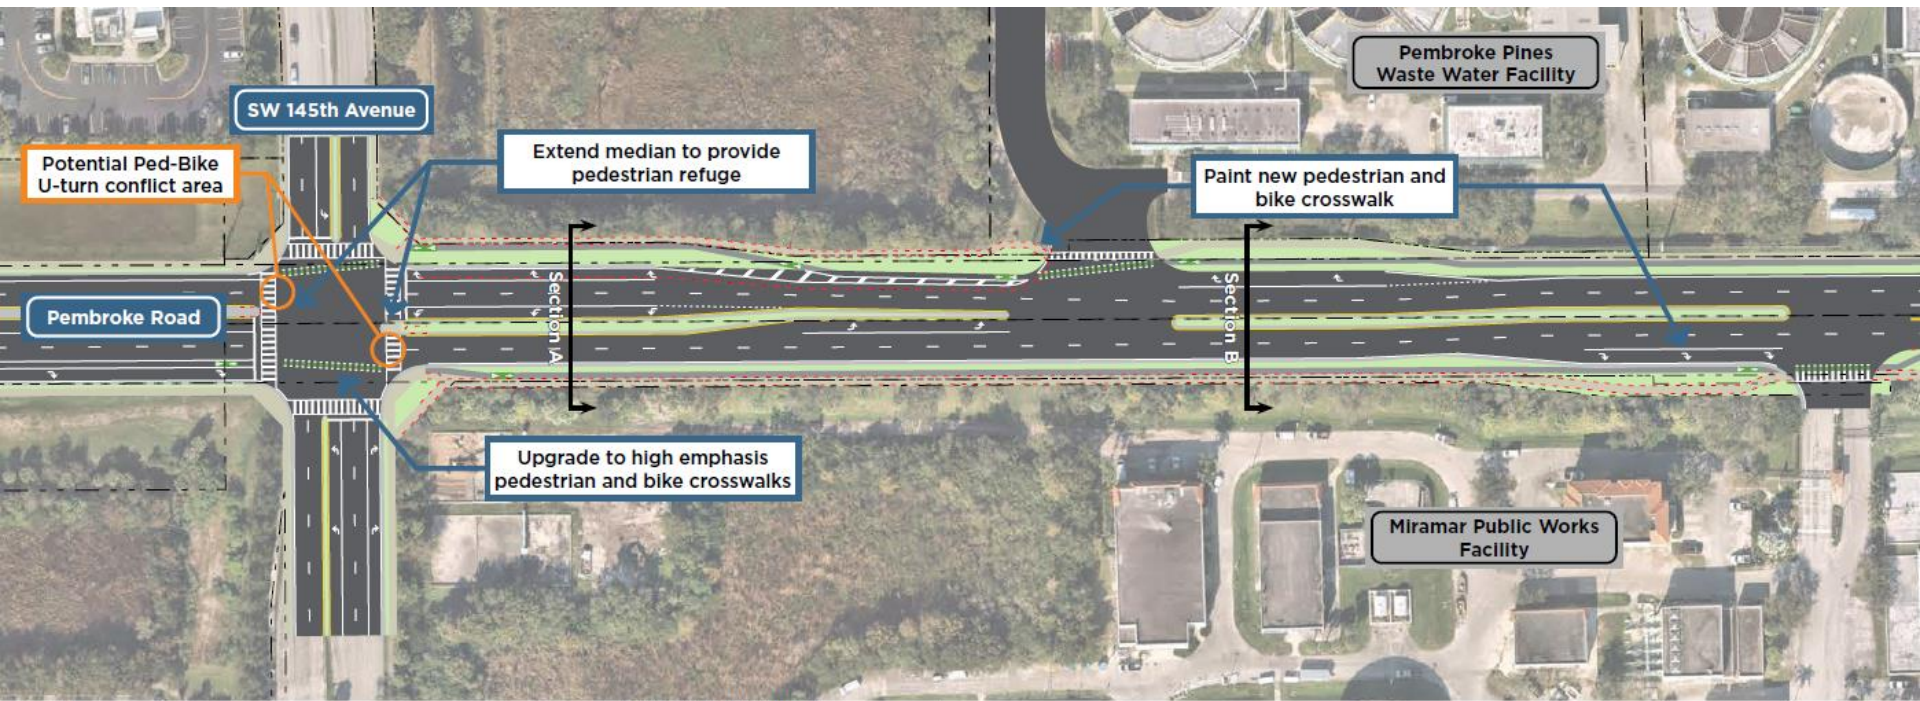 Pembroke Pines
Waste Water Facility
SW 145th Avenue
Potential Ped-Bike
U-turn conflict area
Extend median to provide
pedestrian refuge
Paint new pedestrian and
bike crosswalk
Pembroke Road
Section A
Section B
Upgrade to high emphasis
pedestrian and bike crosswalks
Miramar Public Works
Facility